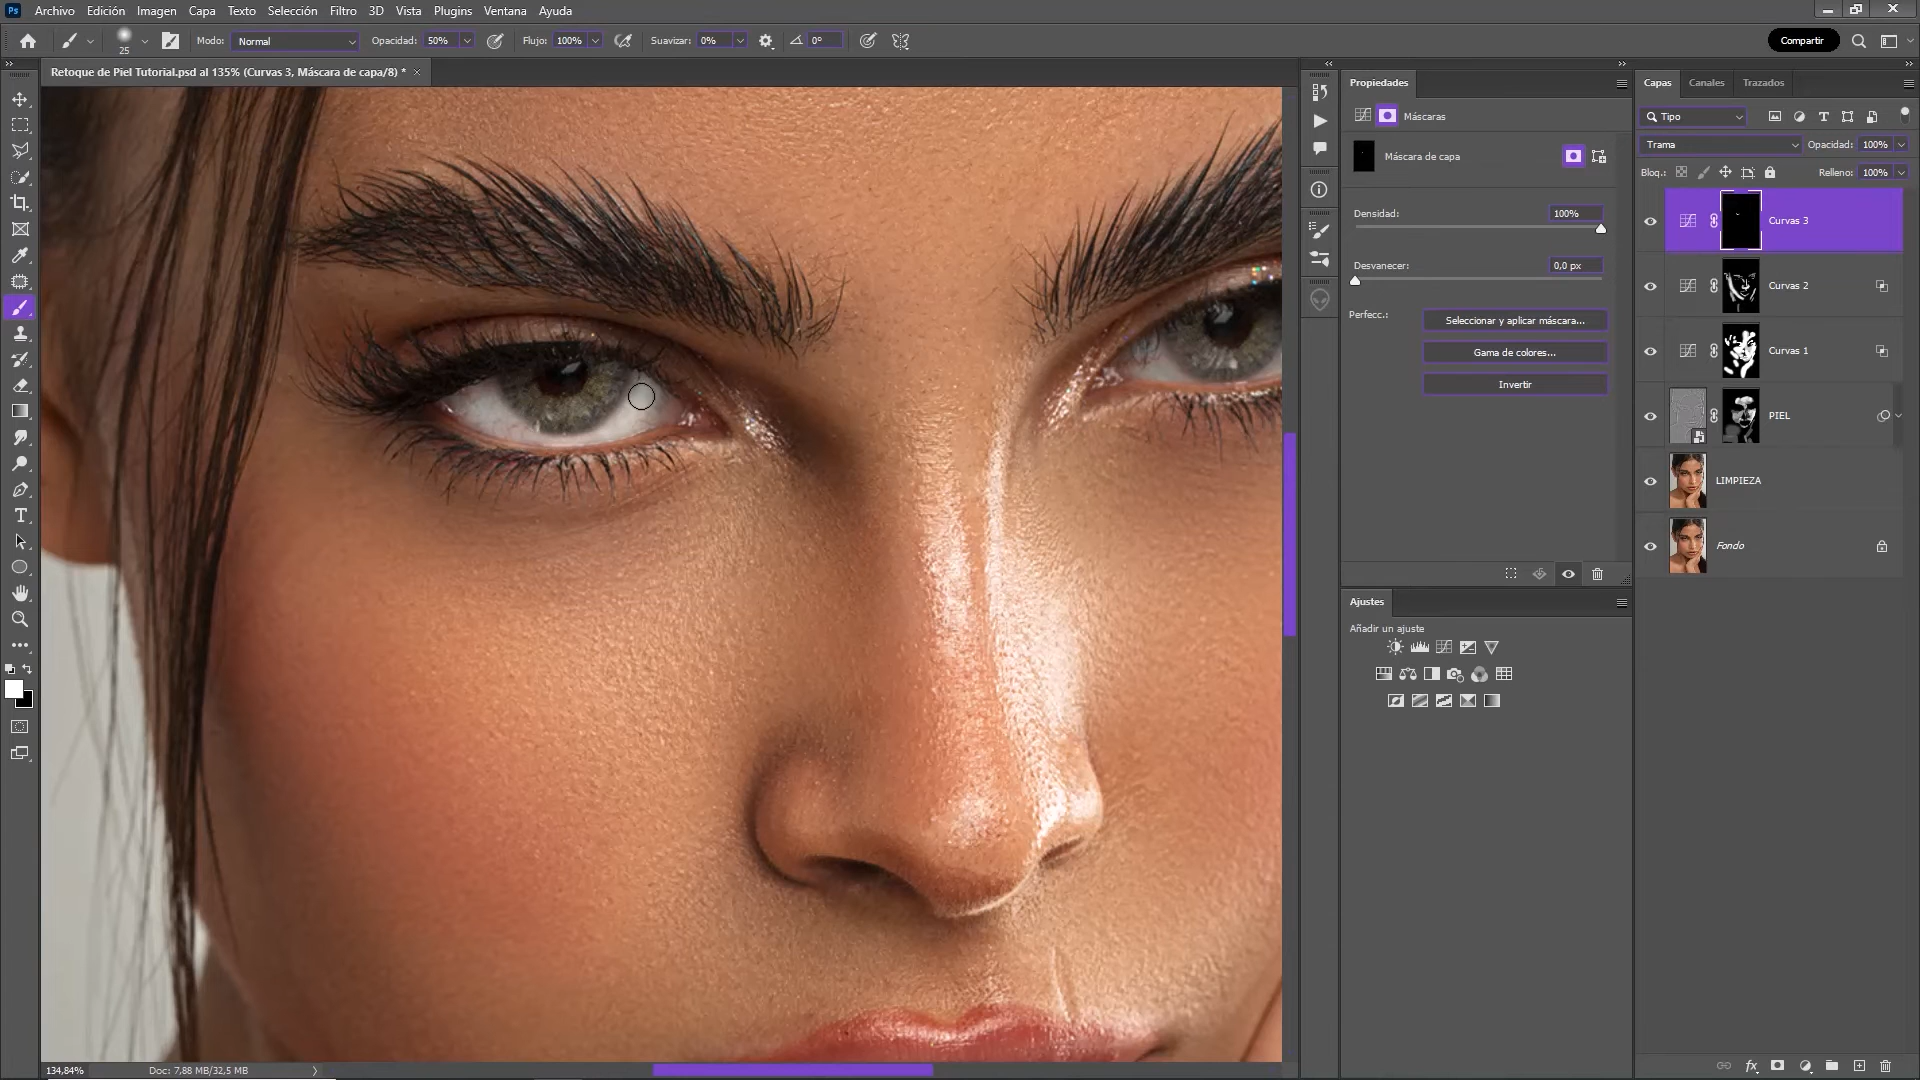 Ps Archivo Edición Imagen Capa Texto Selección Filtro 3D Vista Plugins Ventana Ayuda
25 Modo: Normal Opacidad: 50% Flujo: 100% Suavizar: 0% 0° Compartir
Retoque de Piel Tutorial.psd al 135% (Curvas 3, Máscara de capa/8) *
Propiedades
Máscaras
Máscara de capa
Densidad: 100%
Desvanecer: 0,0 px
Perfecc.: Seleccionar y aplicar máscara...
Gama de colores...
Invertir
Ajustes
Añadir un ajuste
Capas Canales Trazados
Tipo
Trama Opacidad: 100%
Bloq.: Relleno: 100%
Curvas 3
Curvas 2
Curvas 1
PIEL
LIMPIEZA
Fondo
fx
134,84% Doc: 7,88 MB/32,5 MB